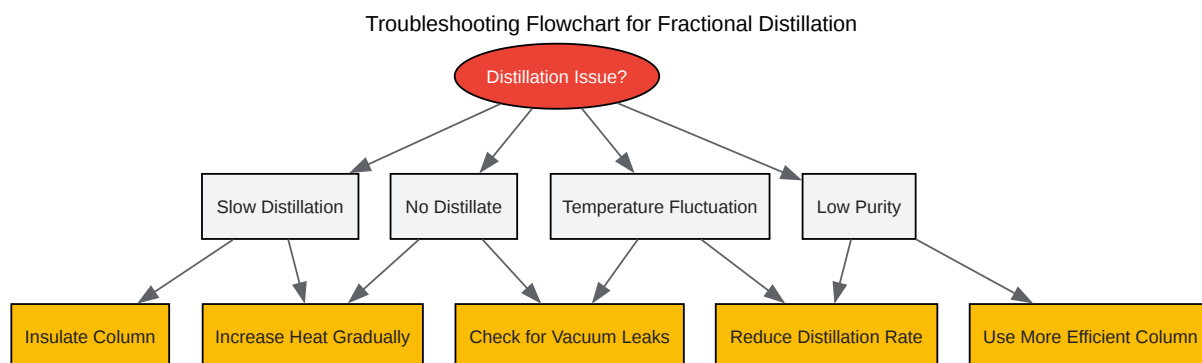 Troubleshooting Flowchart for Fractional Distillation
Distillation Issue?
Slow Distillation
No Distillate
Temperature Fluctuation
Low Purity
Insulate Column
Increase Heat Gradually
Check for Vacuum Leaks
Reduce Distillation Rate
Use More Efficient Column